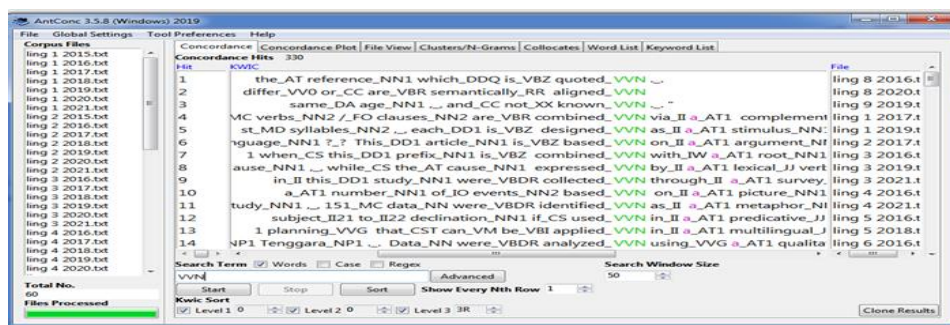 AntConc 3.5.8 (Windows) 2019
File Global Settings Tool Preferences Help
Corpus Files
ling 1 2015.txt
ling 1 2016.txt
ling 1 2017.txt
ling 1 2018.txt
ling 1 2019.txt
ling 1 2020.txt
ling 1 2021.txt
ling 2 2015.txt
ling 2 2016.txt
ling 2 2017.txt
ling 2 2018.txt
ling 2 2019.txt
ling 2 2020.txt
ling 2 2021.txt
ling 3 2016.txt
ling 3 2017.txt
ling 3 2018.txt
ling 3 2019.txt
ling 3 2020.txt
ling 3 2021.txt
ling 4 2016.txt
ling 4 2017.txt
ling 4 2018.txt
ling 4 2019.txt
ling 4 2020.txt
Total No.
60
Files Processed
Concordance Concordance Plot File View Clusters/N-Grams Collocates Word List Keyword List
Concordance Hits 330
Hit KWIC File
1 the_AT reference_NN1 which_DDQ is_VBZ quoted_VVN ._. ling 8 2016.t
2 differ_VV0 or_CC are_VBR semantically_RR aligned_VVN ling 8 2020.t
3 same_DA age_NN1 ,_, and_CC not_XX known_VVN ._. " ling 9 2019.t
4 MC verbs_NN2 /_FO clauses_NN2 are_VBR combined_VVN via_II a_AT1 complement ling 1 2017.t
5 st_MD syllables_NN2 ,_, each_DD1 is_VBZ designed_VVN as_II a_AT1 stimulus_NN ling 1 2019.t
6 nguage_NN1 ?_? This_DD1 article_NN1 is_VBZ based_VVN on_II a_AT1 argument_N ling 2 2017.t
7 1 when_CS this_DD1 prefix_NN1 is_VBZ combined_VVN with_IW a_AT1 root_NN1 ling 3 2016.t
8 ause_NN1 ,_, while_CS the_AT cause_NN1 expressed_VVN by_II a_AT1 lexical_JJ vert ling 3 2019.t
9 in_II this_DD1 study_NN1 were_VBDR collected_VVN through_II a_AT1 survey_ ling 3 2021.t
10 a_AT1 number_NN1 of_IO events_NN2 based_VVN on_II a_AT1 picture_NN1 ling 4 2016.t
11 tudy_NN1 ,_, 151_MC data_NN were_VBDR identified_VVN as_II a_AT1 metaphor_N ling 4 2021.t
12 subject_II21 to_II22 declination_NN1 if_CS used_VVN in_II a_AT1 predicative_JJ ling 5 2016.t
13 1 planning_VVG that_CST can_VM be_VBI applied_VVN in_II a_AT1 multilingual_J ling 5 2018.t
14 NP1 Tenggara_NP1 ._. Data_NN were_VBDR analyzed_VVN using_VVG a_AT1 qualita ling 6 2016.t
Search Term Words Case Regex Search Window Size
VVN Advanced 50
Start Stop Sort Show Every Nth Row 1
Kwic Sort
Level 1 0 Level 2 0 Level 3 3R Clone Results